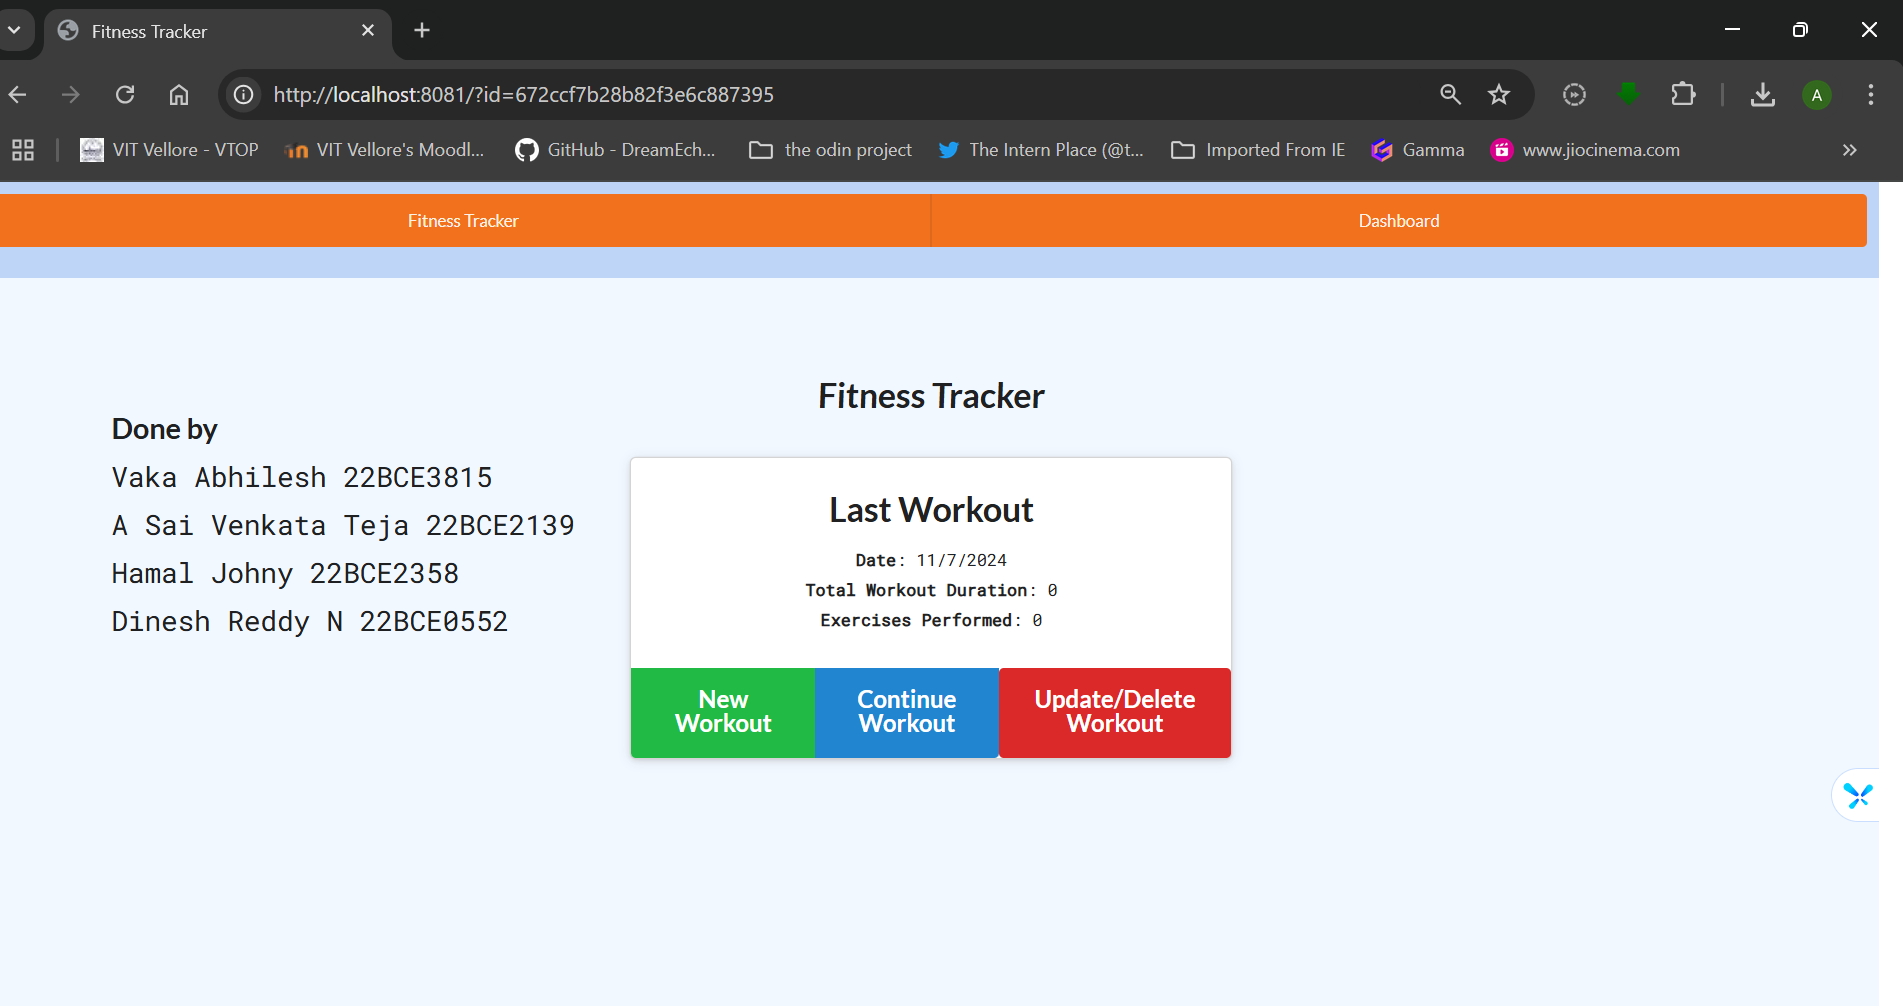 Fitness Tracker
http://localhost:8081/?id=672ccf7b28b82f3e6c887395
A
VIT Vellore - VTOP
VIT Vellore's Moodl...
GitHub - DreamEch...
the odin project
The Intern Place (@t...
Imported From IE
Gamma
www.jiocinema.com
Fitness Tracker
Dashboard
Fitness Tracker
Done by
Vaka Abhilesh 22BCE3815
A Sai Venkata Teja 22BCE2139
Hamal Johny 22BCE2358
Dinesh Reddy N 22BCE0552
Last Workout
Date: 11/7/2024
Total Workout Duration: 0
Exercises Performed: 0
New
Workout
Continue
Workout
Update/Delete
Workout